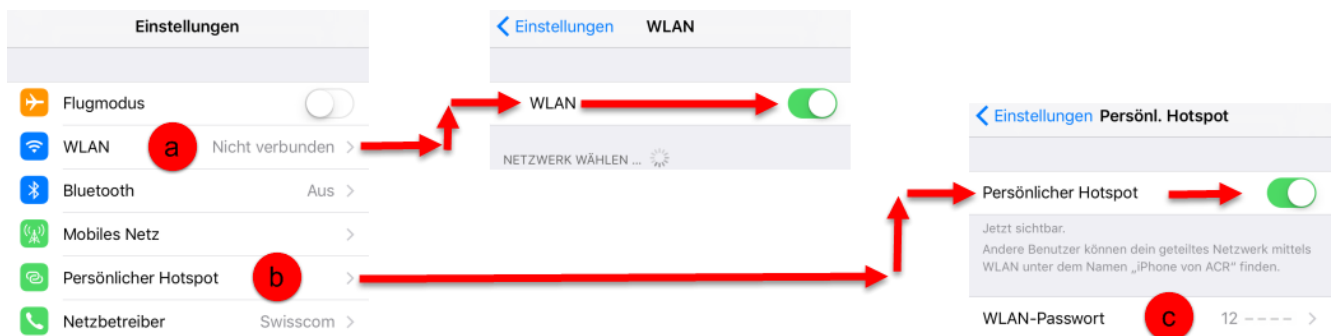 Einstellungen
Flugmodus
WLAN a Nicht verbunden
Bluetooth Aus
Mobiles Netz
Persönlicher Hotspot b
Netzbetreiber Swisscom
Einstellungen WLAN
WLAN
NETZWERK WÄHLEN ...
Einstellungen Persönl. Hotspot
Persönlicher Hotspot
Jetzt sichtbar.
Andere Benutzer können dein geteiltes Netzwerk mittels
WLAN unter dem Namen „iPhone von ACR“ finden.
WLAN-Passwort c 12 – – – –